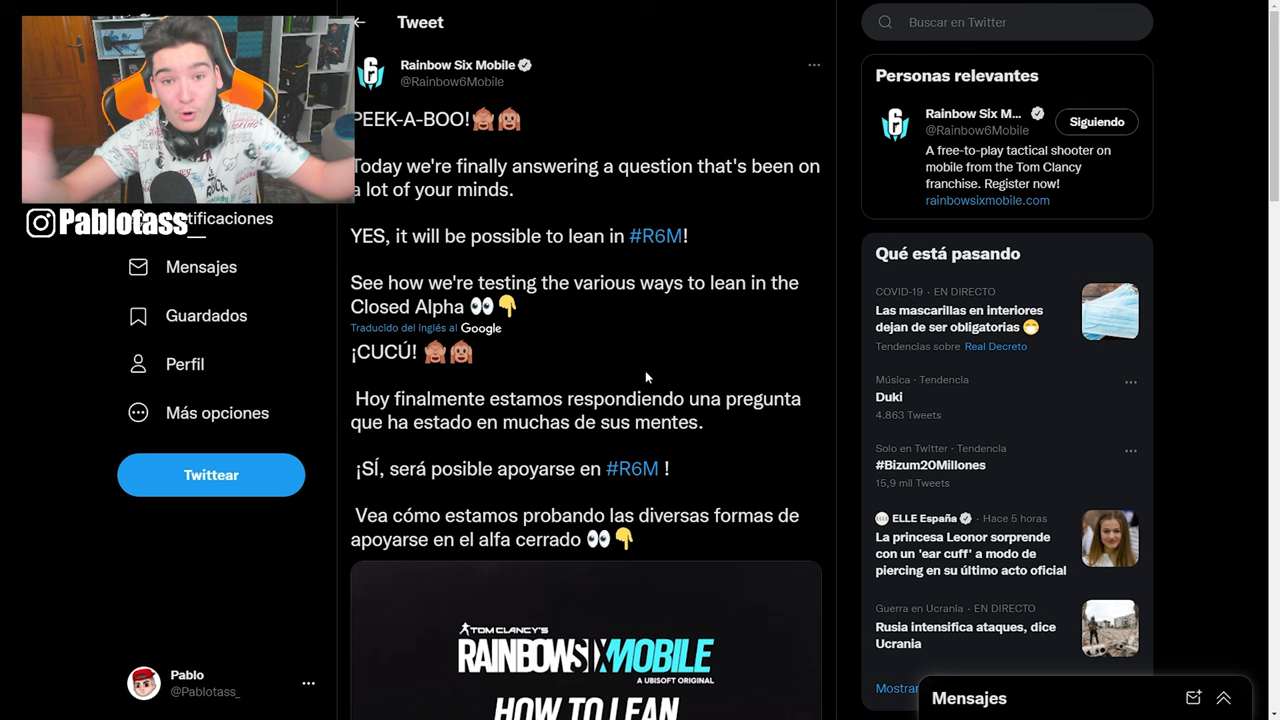 Tweet
Rainbow Six Mobile
@Rainbow6Mobile
PEEK-A-BOO!🙈🙉
Today we're finally answering a question that's been on
a lot of your minds.
YES, it will be possible to lean in #R6M!
See how we're testing the various ways to lean in the
Closed Alpha 👀👇
Traducido del inglés al Google
¡CUCÚ! 🙈🙉
Hoy finalmente estamos respondiendo una pregunta
que ha estado en muchas de sus mentes.
¡SÍ, será posible apoyarse en #R6M !
Vea cómo estamos probando las diversas formas de
apoyarse en el alfa cerrado 👀👇
TOM CLANCY'S
RAINBOWSIXMOBILE
A UBISOFT ORIGINAL
HOW TO LEAN
Pablotass__
tificaciones
Mensajes
Guardados
Perfil
Más opciones
Twittear
Pablo
@Pablotass_
Buscar en Twitter
Personas relevantes
Rainbow Six M...
@Rainbow6Mobile
Siguiendo
A free-to-play tactical shooter on
mobile from the Tom Clancy
franchise. Register now!
rainbowsixmobile.com
Qué está pasando
COVID-19 · EN DIRECTO
Las mascarillas en interiores
dejan de ser obligatorias 😷
Tendencias sobre Real Decreto
Música · Tendencia
Duki
4.863 Tweets
Solo en Twitter · Tendencia
#Bizum20Millones
15,9 mil Tweets
ELLE España · Hace 5 horas
La princesa Leonor sorprende
con un 'ear cuff' a modo de
piercing en su último acto oficial
Guerra en Ucrania · EN DIRECTO
Rusia intensifica ataques, dice
Ucrania
Mostrar
Mensajes